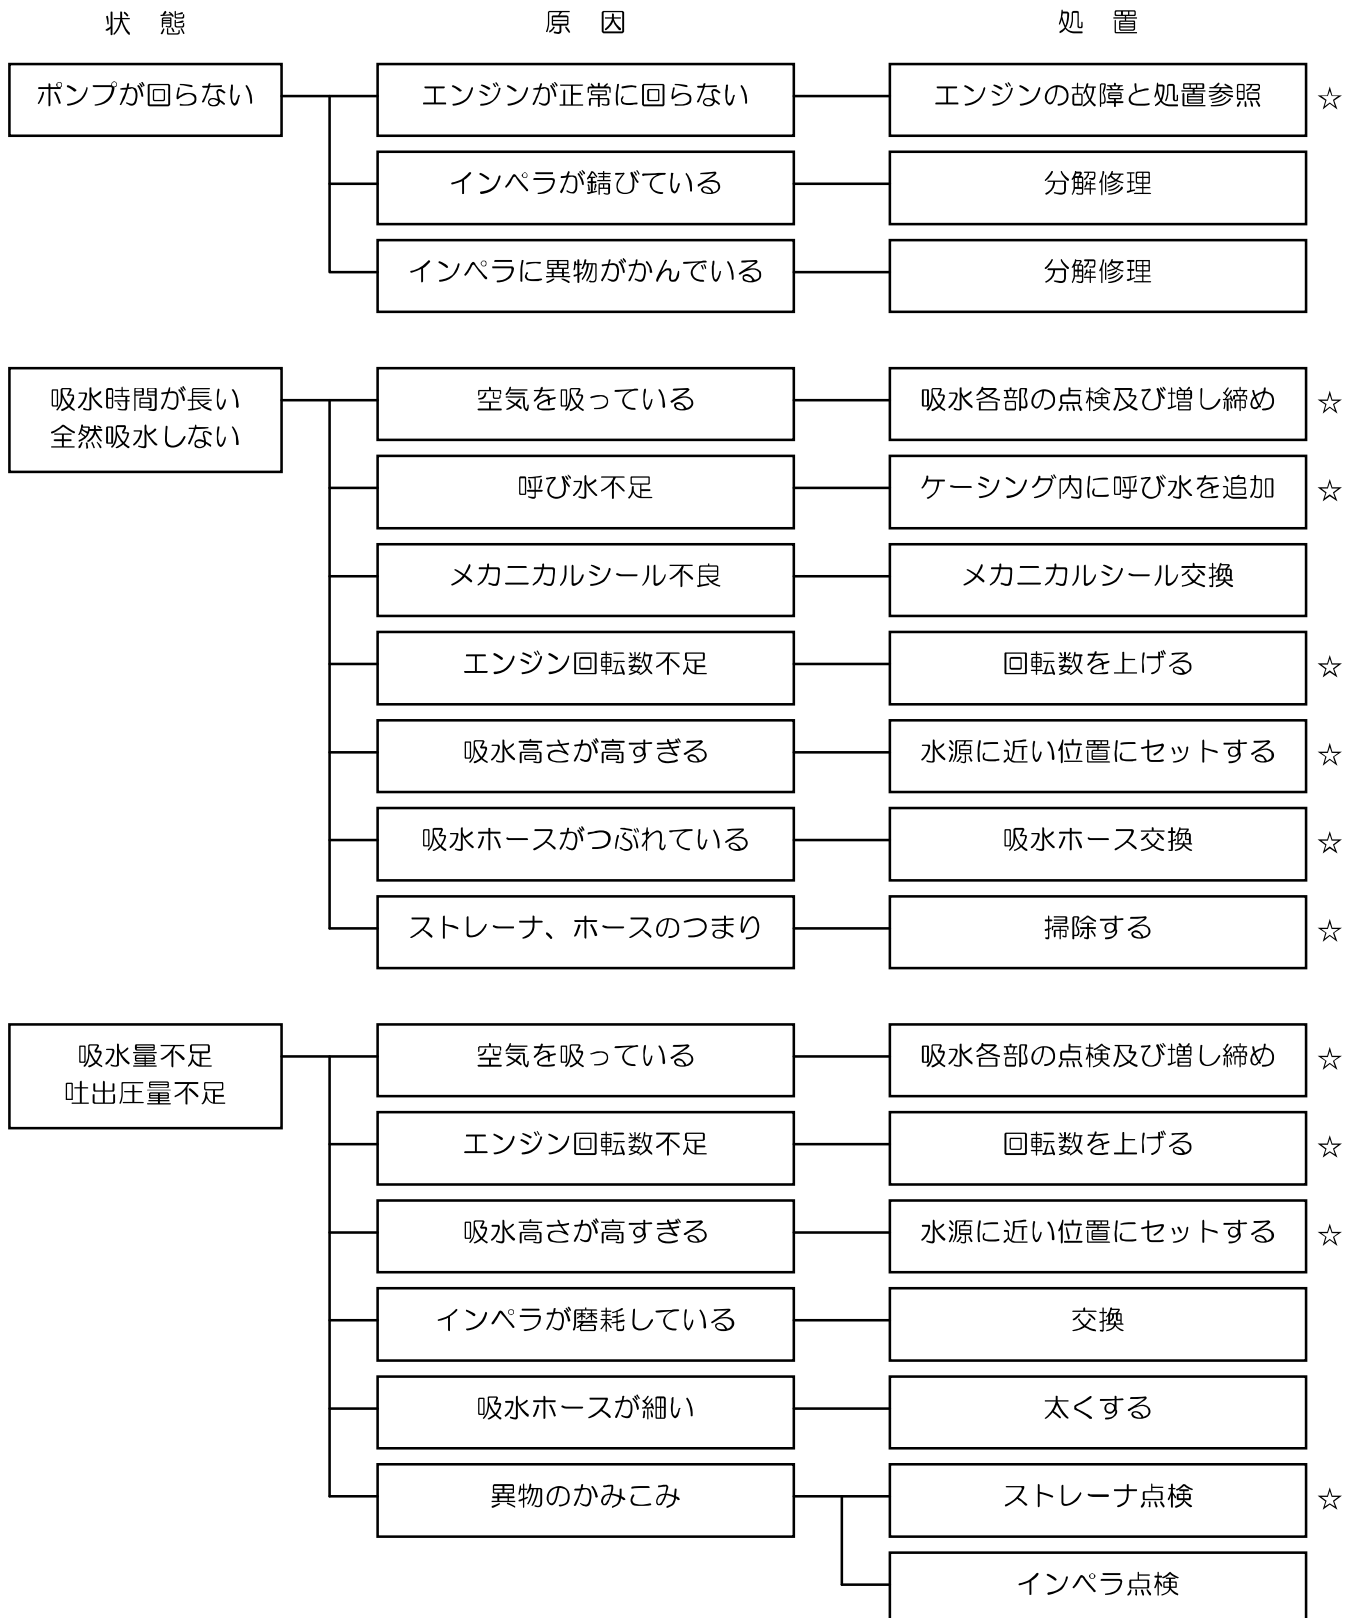 状　態　原　因　処　置
ポンプが回らない　エンジンが正常に回らない　エンジンの故障と処置参照　☆
インペラが錆びている　分解修理
インペラに異物がかんでいる　分解修理
吸水時間が長い　空気を吸っている　吸水各部の点検及び増し締め　☆
全然吸水しない
呼び水不足　ケーシング内に呼び水を追加　☆
メカニカルシール不良　メカニカルシール交換
エンジン回転数不足　回転数を上げる　☆
吸水高さが高すぎる　水源に近い位置にセットする　☆
吸水ホースがつぶれている　吸水ホース交換　☆
ストレーナ、ホースのつまり　掃除する　☆
吸水量不足　空気を吸っている　吸水各部の点検及び増し締め　☆
吐出圧量不足
エンジン回転数不足　回転数を上げる　☆
吸水高さが高すぎる　水源に近い位置にセットする　☆
インペラが磨耗している　交換
吸水ホースが細い　太くする
異物のかみこみ　ストレーナ点検　☆
インペラ点検